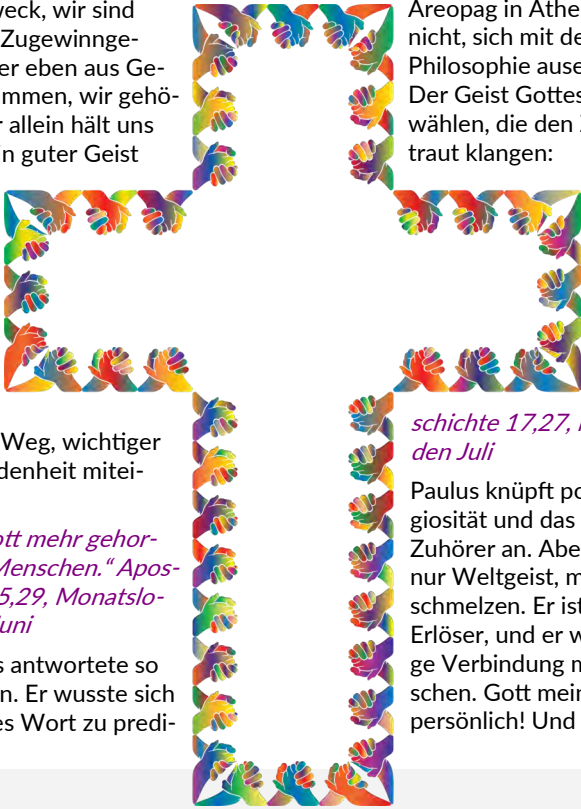 weck, wir sind
Zugewinnge-
er eben aus Ge-
ommen, wir gehö-
r allein hält uns
in guter Geist
Weg, wichtiger
denheit mitei-
ott mehr gehor-
Menschen.“ Apos-
5,29, Monatslo-
uni
s antwortete so
n. Er wusste sich
es Wort zu predi-
Areopag in Athe
nicht, sich mit de
Philosophie ause
Der Geist Gottes
wählen, die den
traut klangen:
schichte 17,27,
den Juli
Paulus knüpft po
giosität und das
Zuhörer an. Abe
nur Weltgeist, m
schmelzen. Er ist
Erlöser, und er w
ge Verbindung m
schen. Gott mein
persönlich! Und